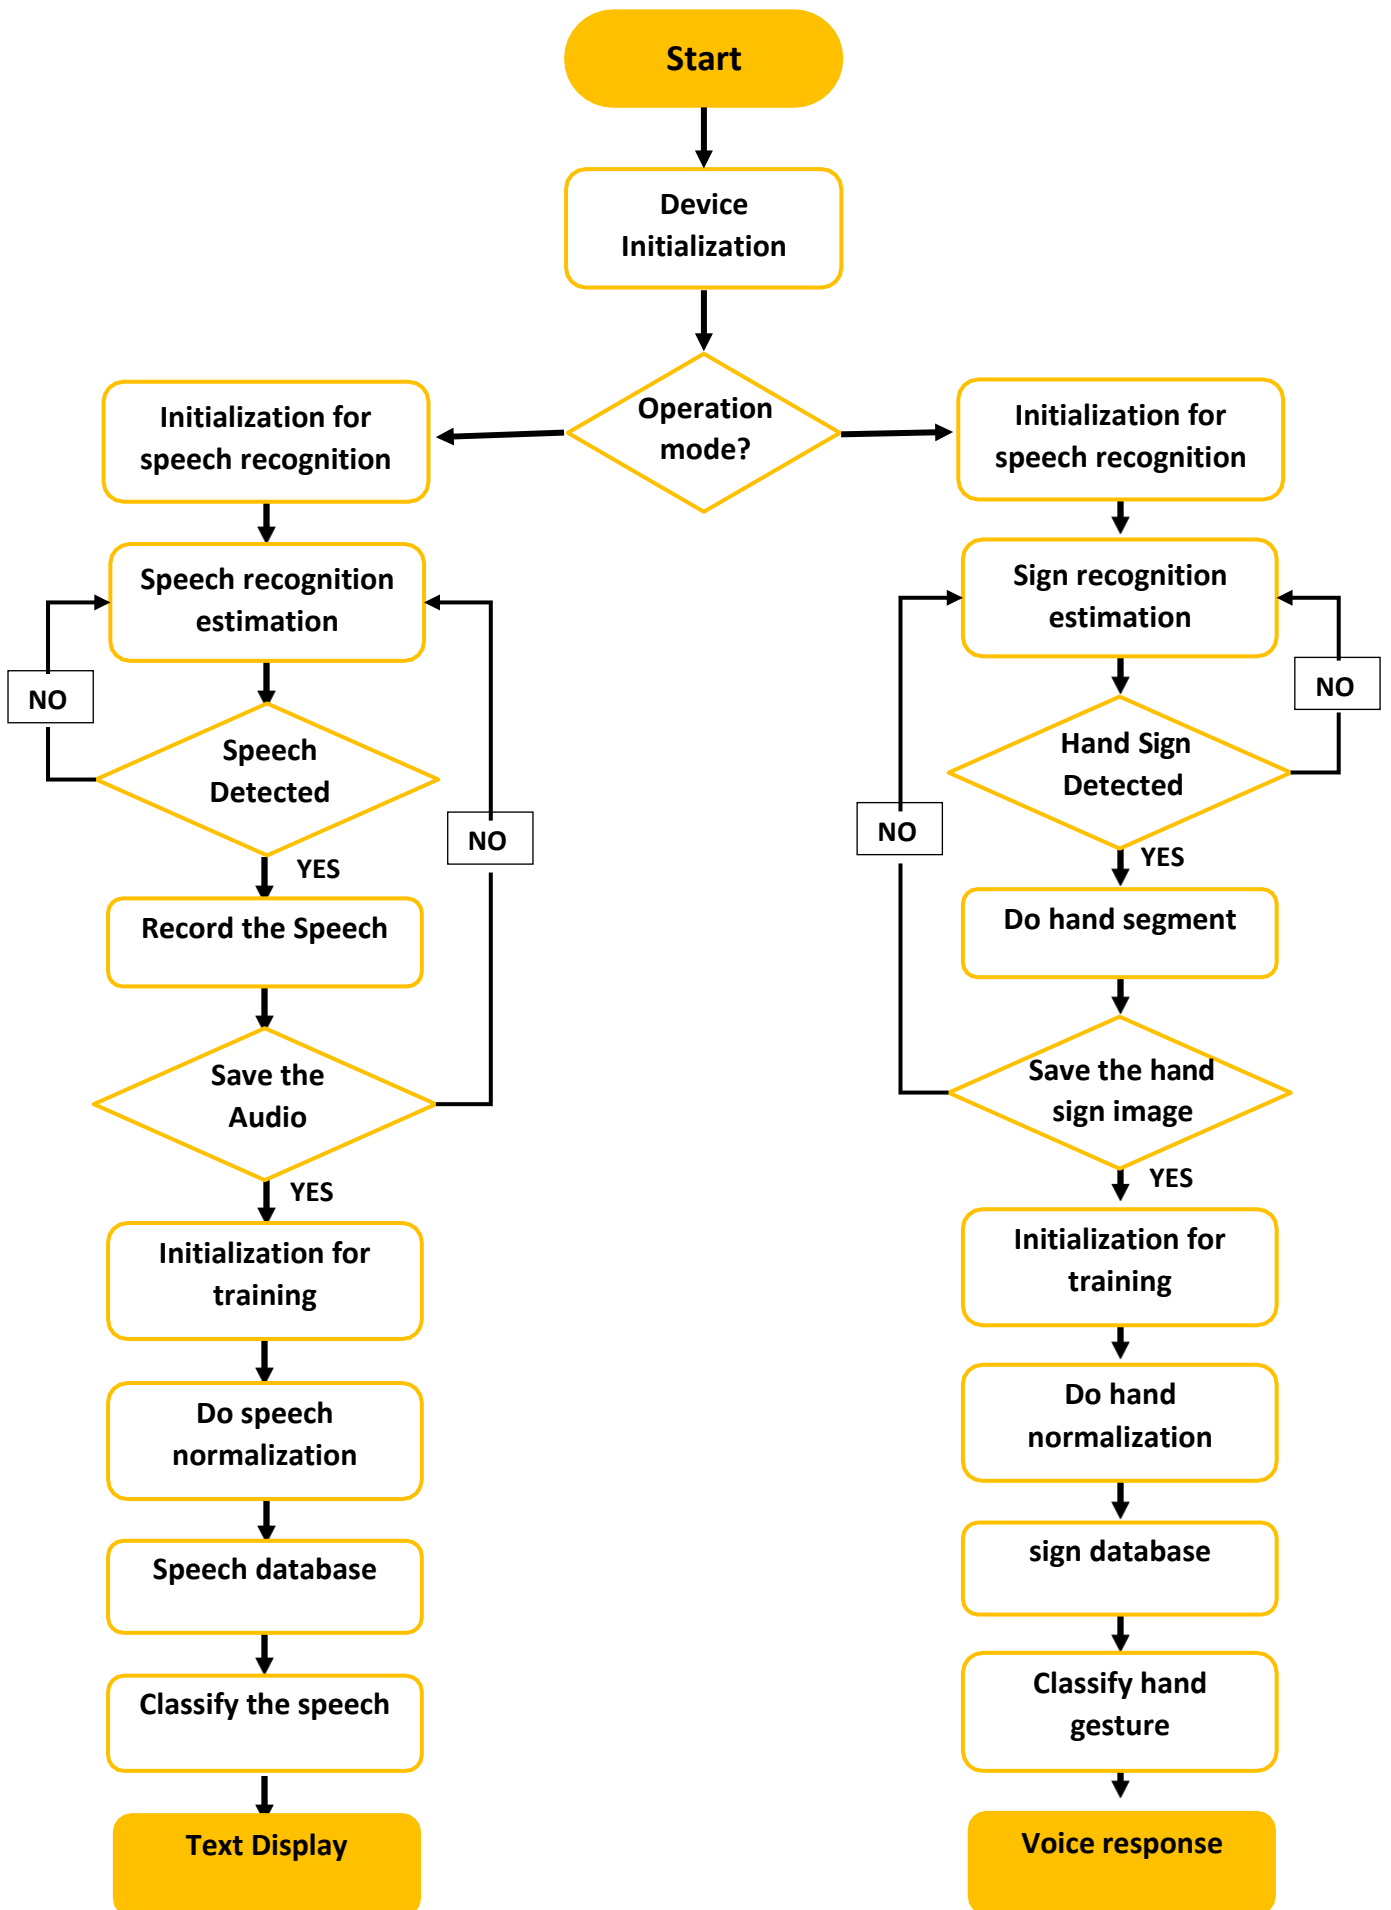 Start
Device
Initialization
Operation
mode?
Initialization for
speech recognition
Speech recognition
estimation
NO
Speech
Detected
NO
YES
Record the Speech
Save the
Audio
YES
Initialization for
training
Do speech
normalization
Speech database
Classify the speech
Text Display
Initialization for
speech recognition
Sign recognition
estimation
NO
Hand Sign
Detected
NO
YES
Do hand segment
Save the hand
sign image
YES
Initialization for
training
Do hand
normalization
sign database
Classify hand
gesture
Voice response